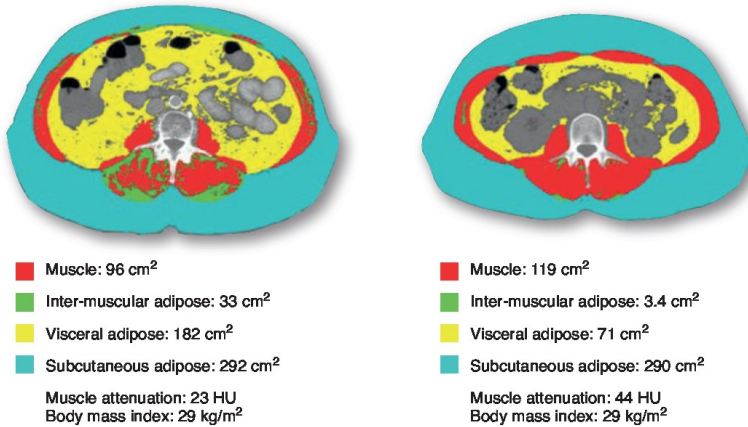 Muscle: 96 cm²
Inter-muscular adipose: 33 cm²
Visceral adipose: 182 cm²
Subcutaneous adipose: 292 cm²
Muscle attenuation: 23 HU
Body mass index: 29 kg/m²
Muscle: 119 cm²
Inter-muscular adipose: 3.4 cm²
Visceral adipose: 71 cm²
Subcutaneous adipose: 290 cm²
Muscle attenuation: 44 HU
Body mass index: 29 kg/m²